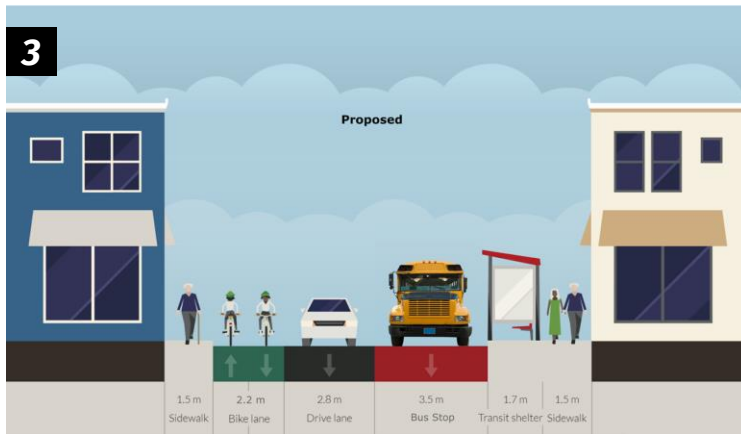 3
Proposed
1.5 m 2.2 m 2.8 m 3.5 m 1.7 m 1.5 m
Sidewalk Bike lane Drive lane Bus Stop Transit shelter Sidewalk